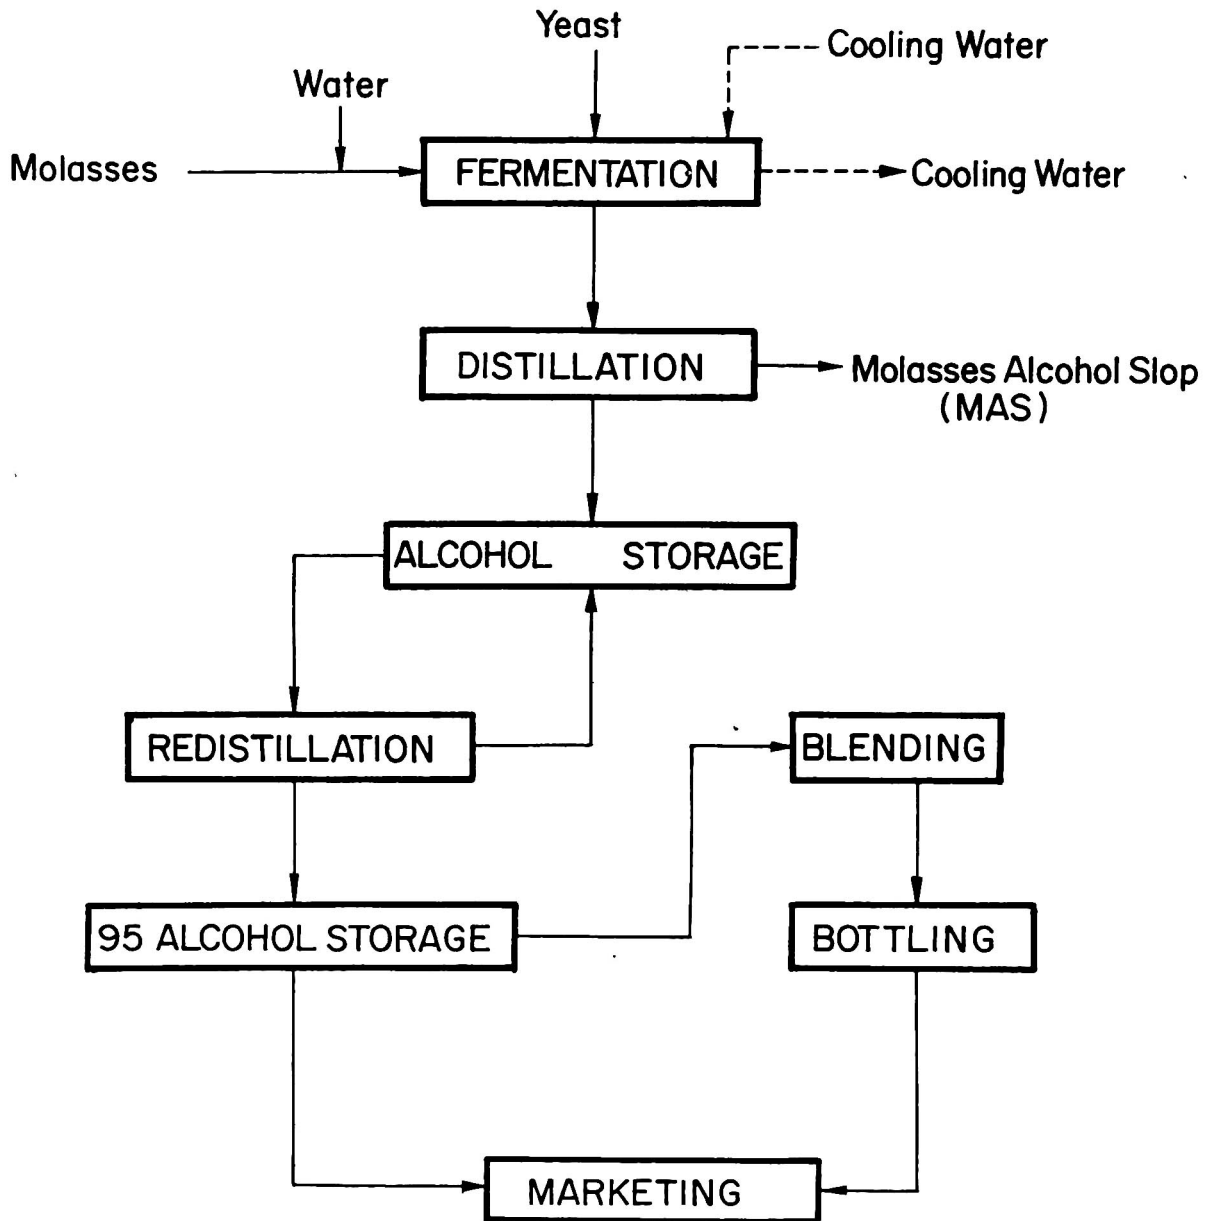 Yeast
Cooling Water
Water
Molasses
FERMENTATION
Cooling Water
DISTILLATION
Molasses Alcohol Slop
(MAS)
ALCOHOL STORAGE
REDISTILLATION
BLENDING
95 ALCOHOL STORAGE
BOTTLING
MARKETING